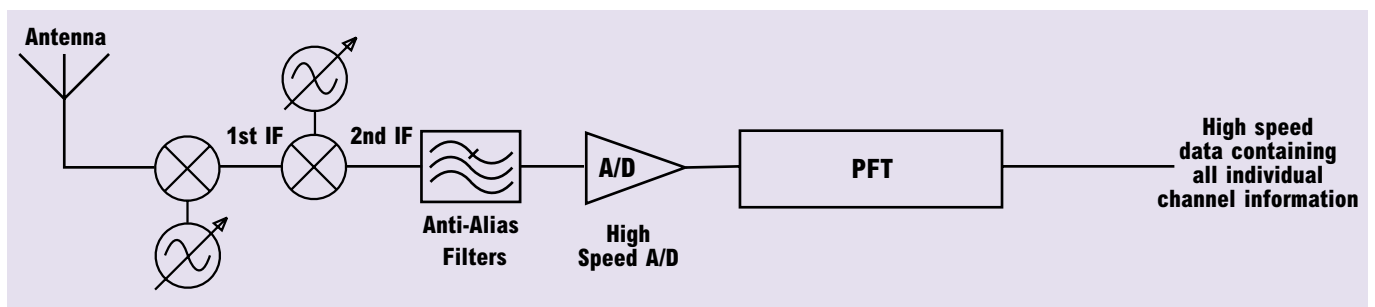 Antenna
1st IF
2nd IF
Anti-Alias
Filters
A/D
High
Speed A/D
PFT
High speed
data containing
all individual
channel information